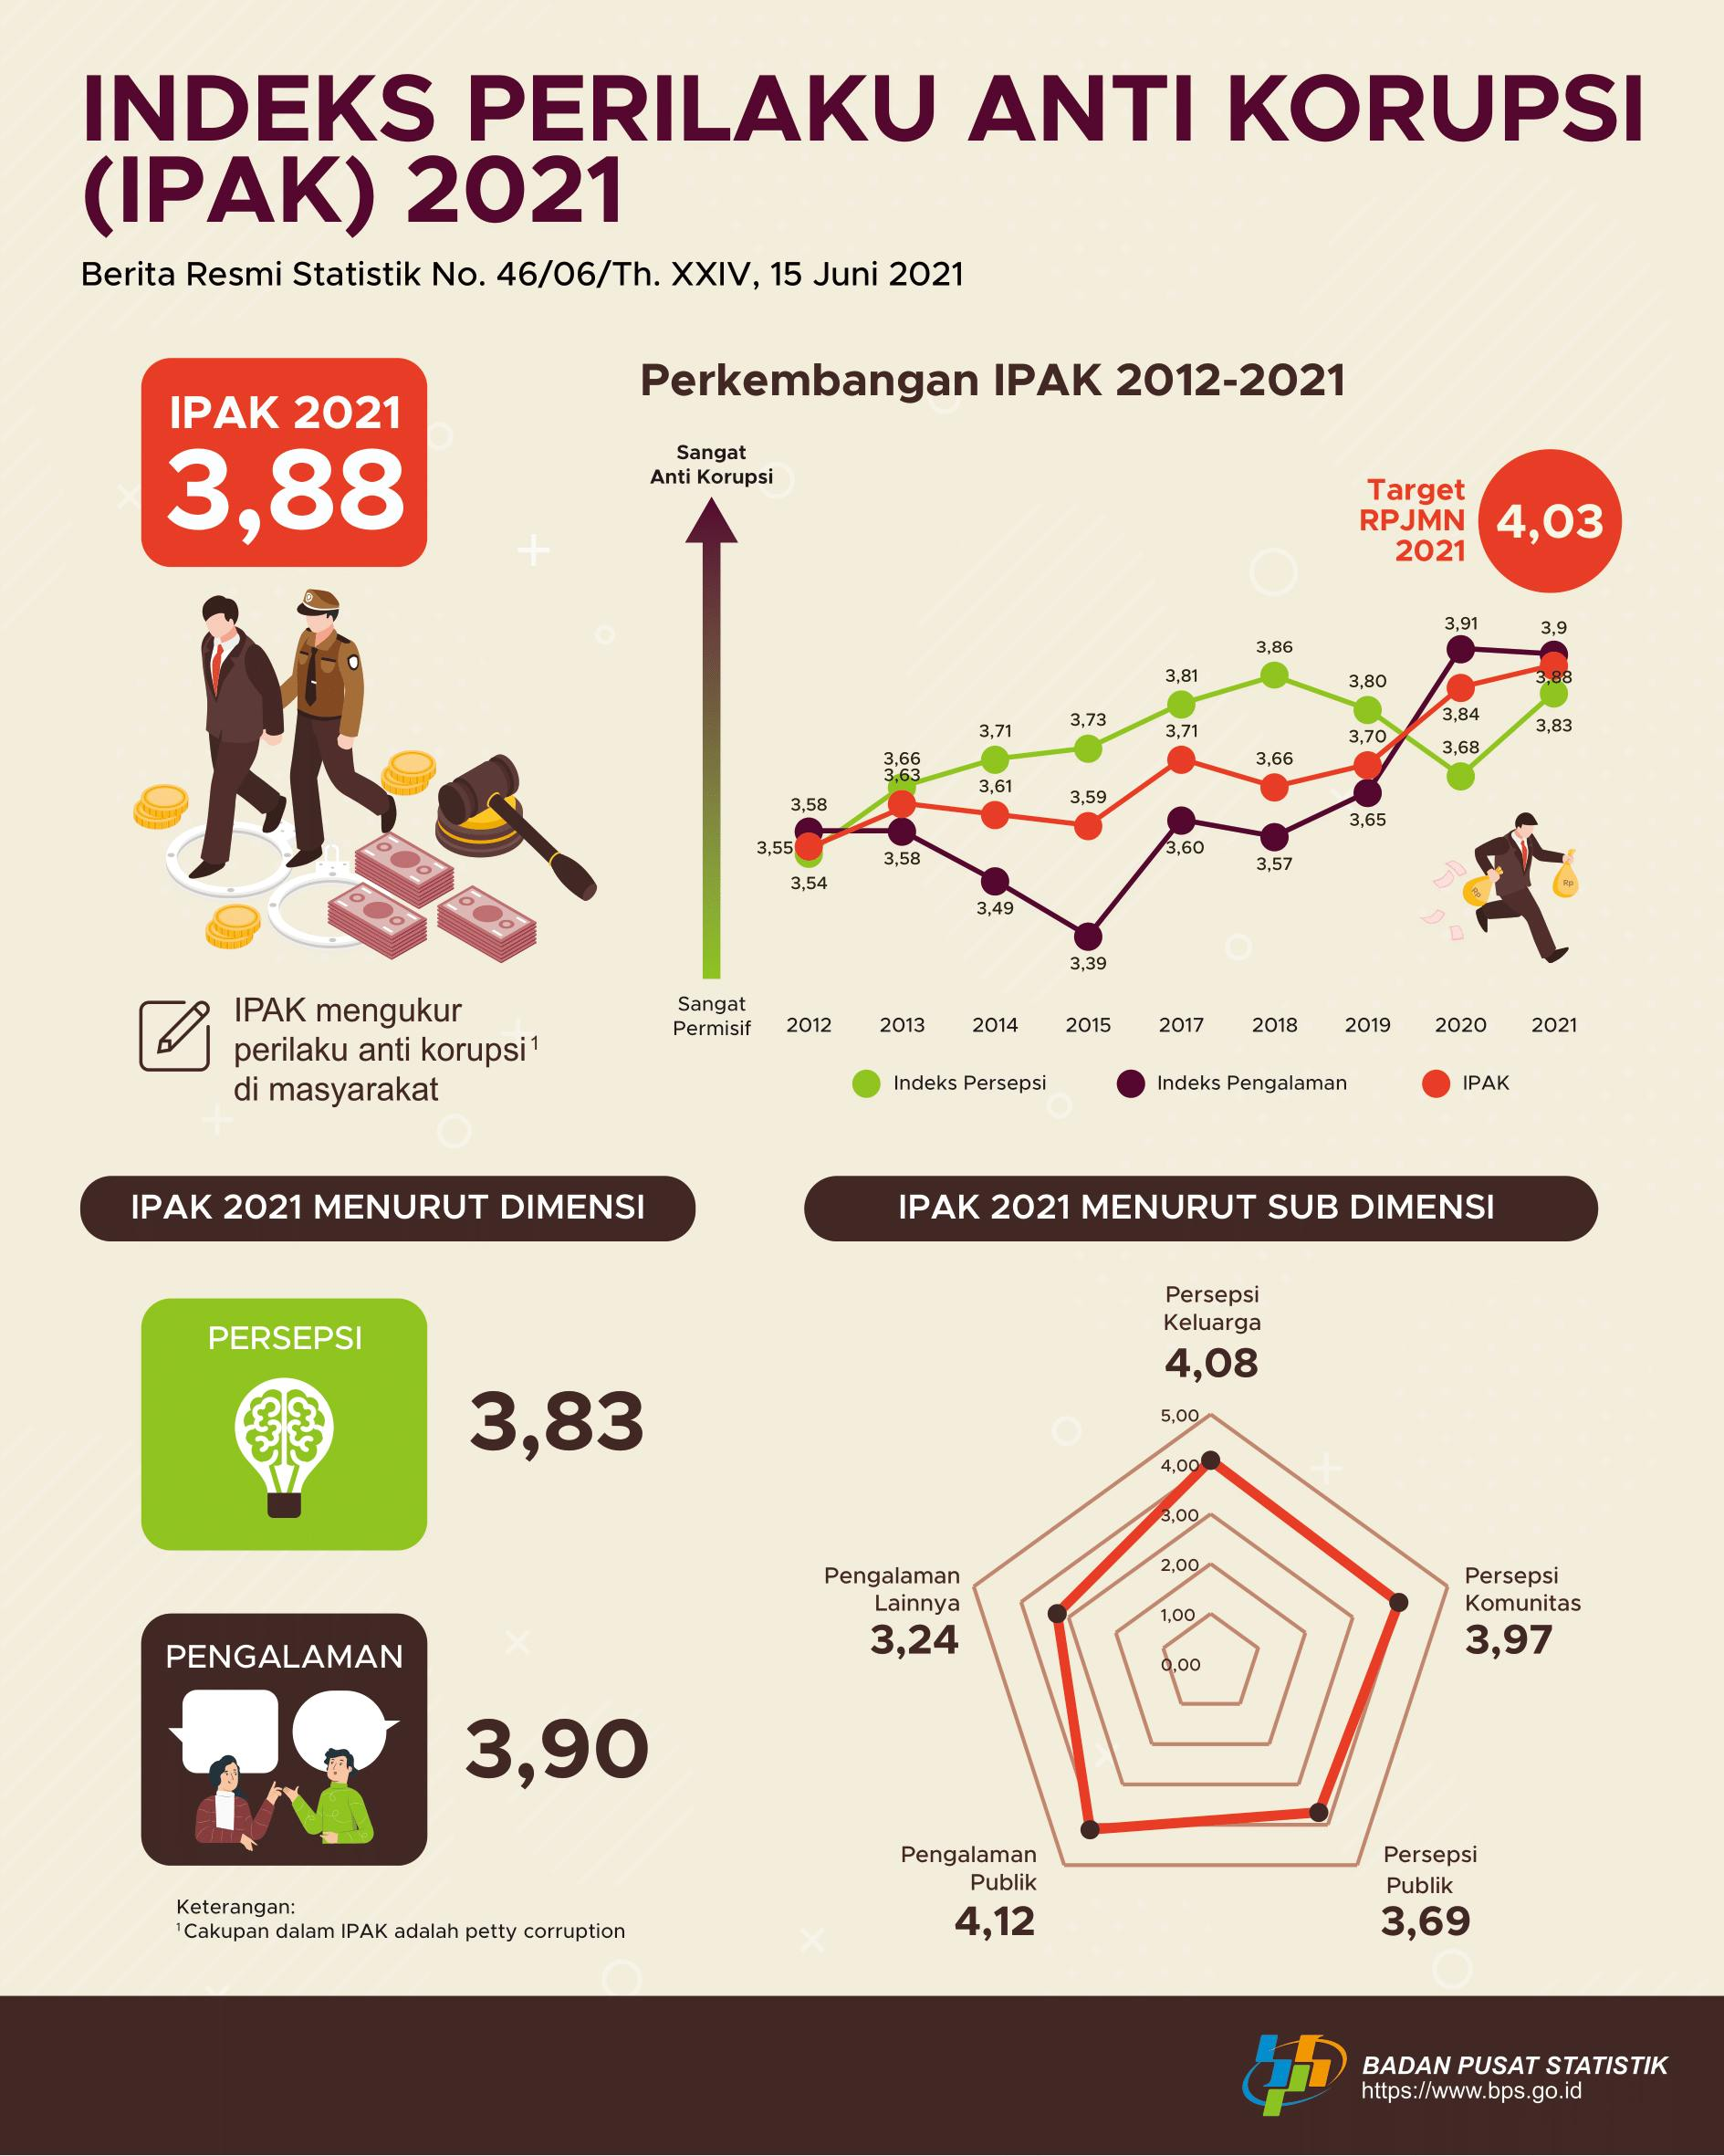 INDEKS PERILAKU ANTI KORUPSI
(IPAK) 2021
Berita Resmi Statistik No. 46/06/Th. XXIV, 15 Juni 2021
IPAK 2021
3,88
IPAK mengukur
perilaku anti korupsi¹
di masyarakat
Perkembangan IPAK 2012-2021
Sangat
Anti Korupsi
Target
RPJMN
2021
4,03
3,54
3,66
3,71
3,73
3,81
3,86
3,80
3,68
3,83
3,58
3,58
3,49
3,39
3,60
3,57
3,65
3,91
3,9
3,55
3,63
3,61
3,59
3,71
3,66
3,70
3,84
3,88
Rp
Rp
Sangat
Permisif
2012 2013 2014 2015 2017 2018 2019 2020 2021
Indeks Persepsi Indeks Pengalaman IPAK
IPAK 2021 MENURUT DIMENSI
PERSEPSI
3,83
PENGALAMAN
3,90
Keterangan:
¹Cakupan dalam IPAK adalah petty corruption
IPAK 2021 MENURUT SUB DIMENSI
Persepsi
Keluarga
4,08
5,00
4,00
3,00
2,00
1,00
0,00
Persepsi
Komunitas
3,97
Persepsi
Publik
3,69
Pengalaman
Publik
4,12
Pengalaman
Lainnya
3,24
BADAN PUSAT STATISTIK
https://www.bps.go.id